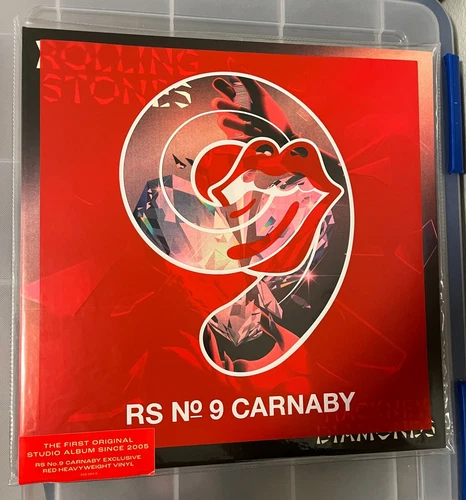 ROLLING
STONES
RS Nº 9 CARNABY
DIAMONDS
THE FIRST ORIGINAL
STUDIO ALBUM SINCE 2005
RS No.9 CARNABY EXCLUSIVE
RED HEAVYWEIGHT VINYL